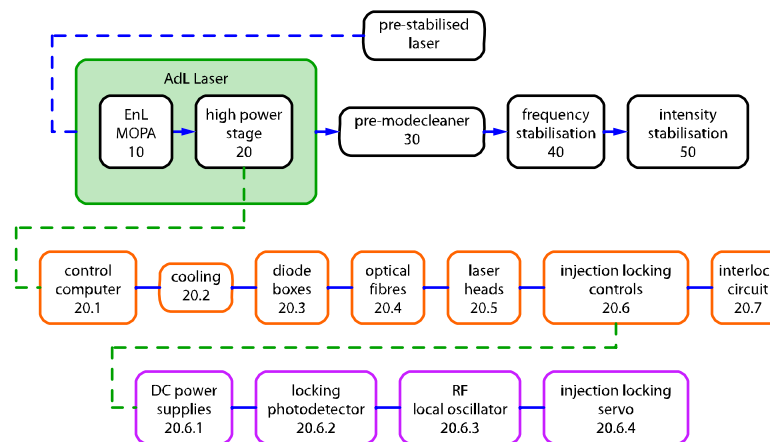 pre-stabilised
laser
AdL Laser
EnL
MOPA
10
high power
stage
20
pre-modecleaner
30
frequency
stabilisation
40
intensity
stabilisation
50
control
computer
20.1
cooling
20.2
diode
boxes
20.3
optical
fibres
20.4
laser
heads
20.5
injection locking
controls
20.6
interloc
circuit
20.7
DC power
supplies
20.6.1
locking
photodetector
20.6.2
RF
local oscillator
20.6.3
injection locking
servo
20.6.4